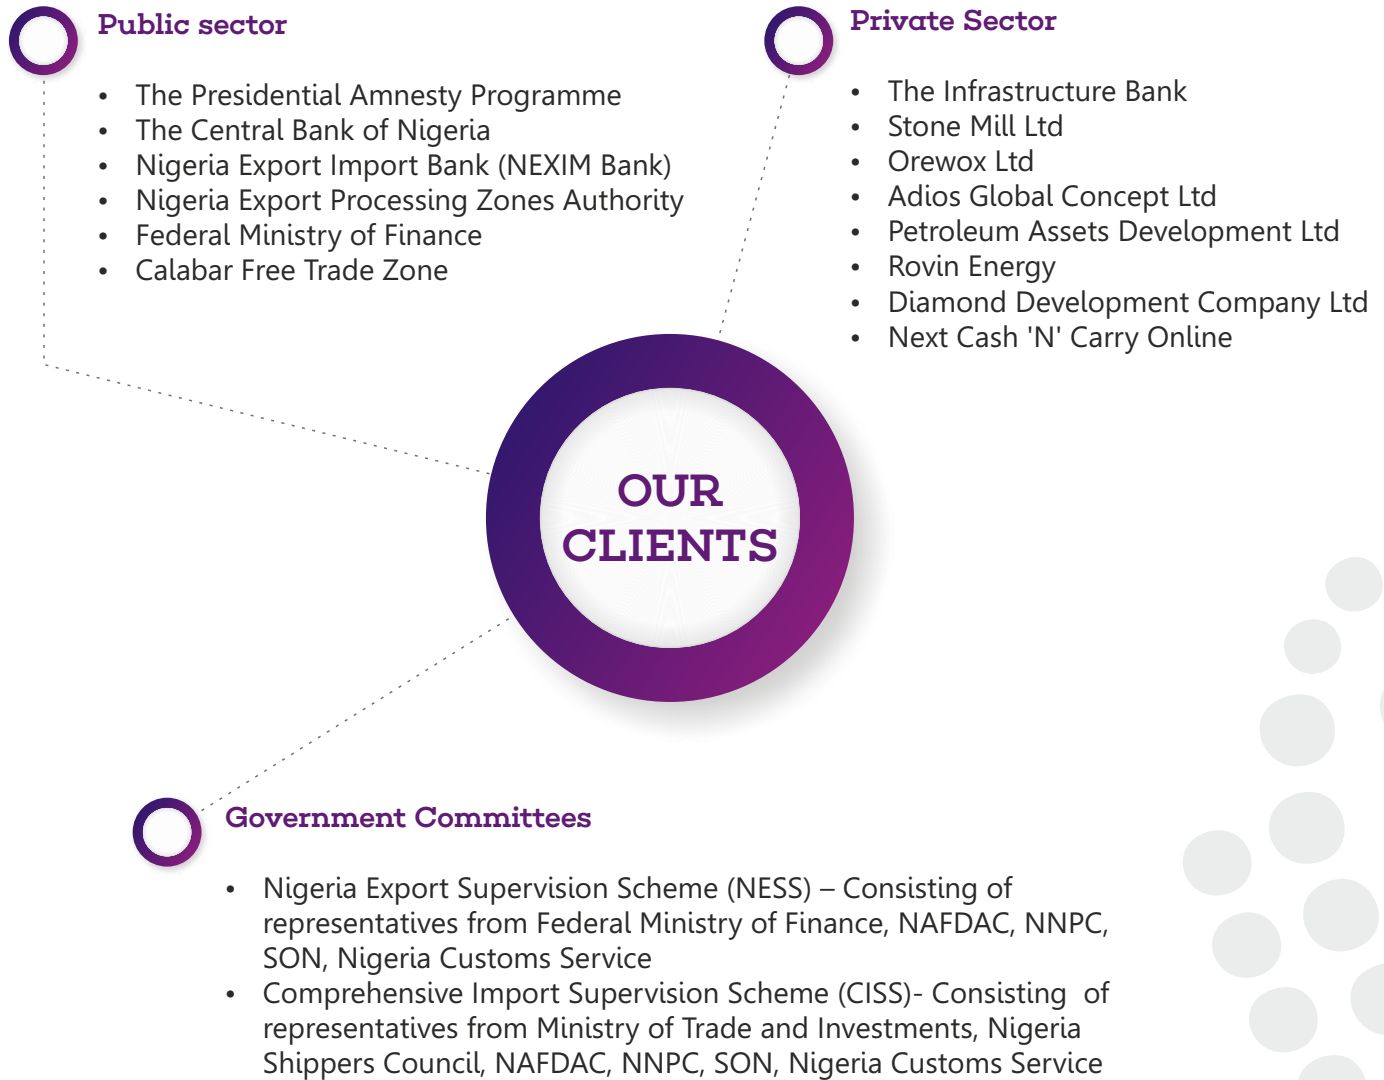 Public sector
• The Presidential Amnesty Programme
• The Central Bank of Nigeria
• Nigeria Export Import Bank (NEXIM Bank)
• Nigeria Export Processing Zones Authority
• Federal Ministry of Finance
• Calabar Free Trade Zone
Private Sector
• The Infrastructure Bank
• Stone Mill Ltd
• Orewox Ltd
• Adios Global Concept Ltd
• Petroleum Assets Development Ltd
• Rovin Energy
• Diamond Development Company Ltd
• Next Cash 'N' Carry Online
OUR
CLIENTS
Government Committees
• Nigeria Export Supervision Scheme (NESS) – Consisting of
representatives from Federal Ministry of Finance, NAFDAC, NNPC,
SON, Nigeria Customs Service
• Comprehensive Import Supervision Scheme (CISS)- Consisting  of
representatives from Ministry of Trade and Investments, Nigeria
Shippers Council, NAFDAC, NNPC, SON, Nigeria Customs Service